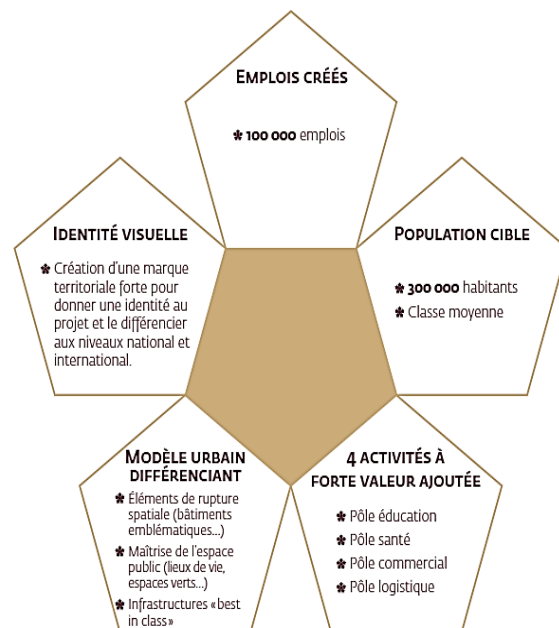 EMPLOIS CRÉÉS
* 100 000 emplois
IDENTITÉ VISUELLE
* Création d'une marque
territoriale forte pour
donner une identité au
projet et le différencier
aux niveaux national et
international.
POPULATION CIBLE
* 300 000 habitants
* Classe moyenne
MODÈLE URBAIN
DIFFÉRENCIANT
* Éléments de rupture
spatiale (bâtiments
emblématiques...)
* Maîtrise de l'espace
public (lieux de vie,
espaces verts...)
* Infrastructures «best
in class»
4 ACTIVITÉS À
FORTE VALEUR AJOUTÉE
* Pôle éducation
* Pôle santé
* Pôle commercial
* Pôle logistique